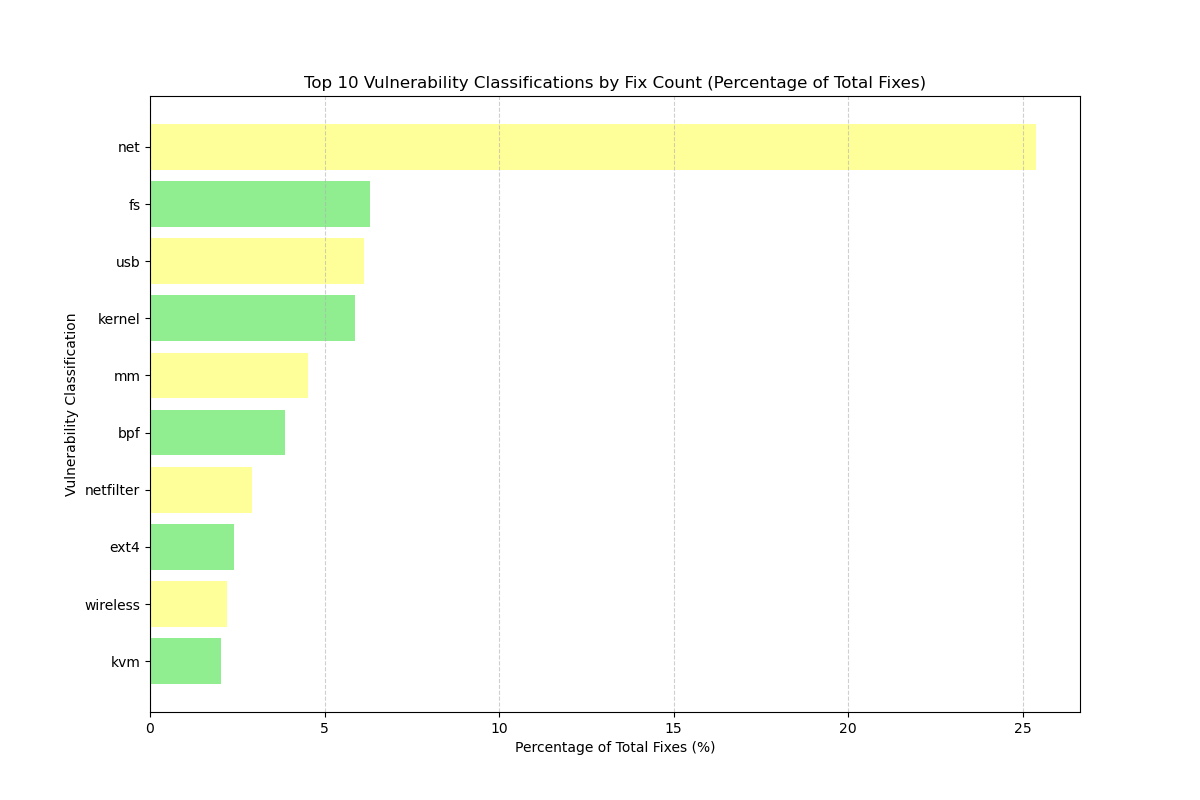 Top 10 Vulnerability Classifications by Fix Count (Percentage of Total Fixes)
Vulnerability Classification
net
fs
usb
kernel
mm
bpf
netfilter
ext4
wireless
kvm
0 5 10 15 20 25
Percentage of Total Fixes (%)